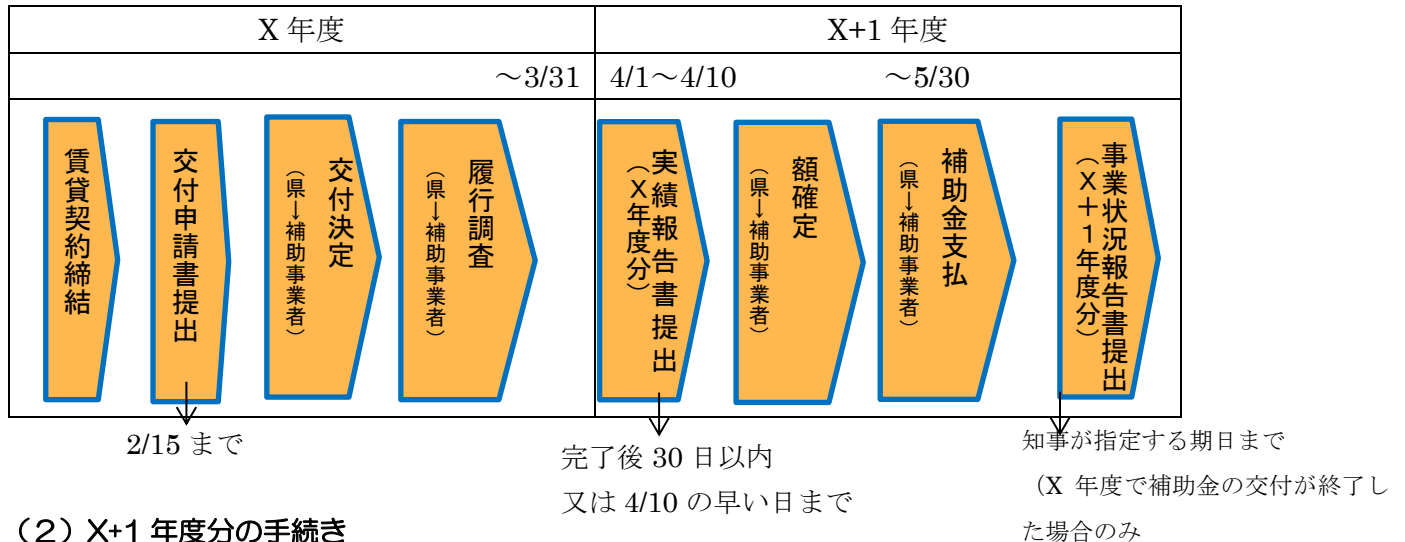 X 年度
X+1 年度
～3/31
4/1～4/10
～5/30
賃貸契約締結
交付申請書提出
交付決定
（県→補助事業者）
履行調査
（県→補助事業者）
実績報告書提出
（X年度分）
額確定
（県→補助事業者）
補助金支払
（県→補助事業者）
事業状況報告書提出
（X＋１年度分）
2/15 まで
完了後 30 日以内
又は 4/10 の早い日まで
知事が指定する期日まで
（X 年度で補助金の交付が終了し
た場合のみ
（２）X+1 年度分の手続き